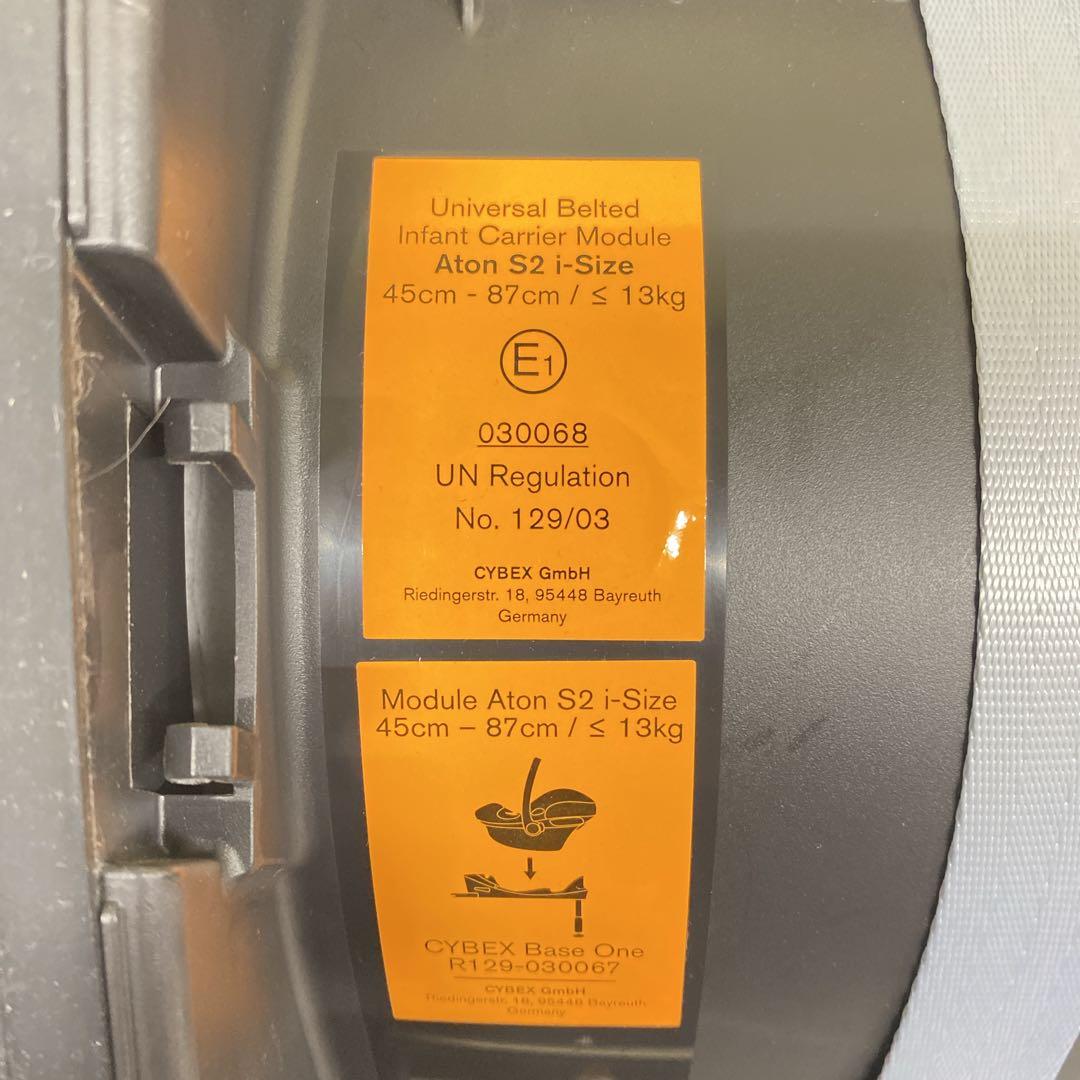 Universal Belted
Infant Carrier Module
Aton S2 i-Size
45cm - 87cm / ≤ 13kg
E1
030068
UN Regulation
No. 129/03
CYBEX GmbH
Riedingerstr. 18, 95448 Bayreuth
Germany
Module Aton S2 i-Size
45cm – 87cm / ≤ 13kg
CYBEX Base One
R129-030067
CYBEX GmbH
Riedingerstr. 18, 95448 Bayreuth
Germany